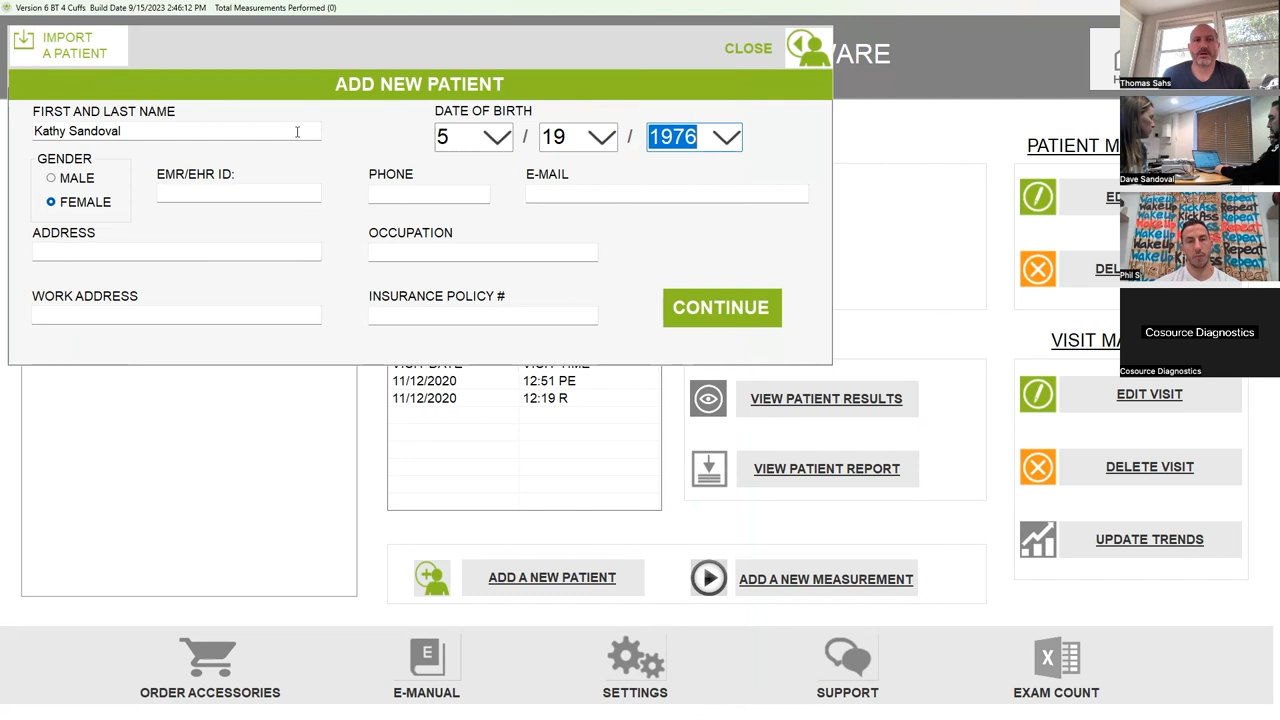 Version 6 BT 4 Cuffs Build Date 9/15/2023 2:46:12 PM Total Measurements Performed (0)
IMPORT
A PATIENT
CLOSE
WARE
ADD NEW PATIENT
FIRST AND LAST NAME
DATE OF BIRTH
Kathy Sandoval
5 / 19 / 1976
GENDER
MALE
FEMALE
EMR/EHR ID:
PHONE
E-MAIL
ADDRESS
OCCUPATION
WORK ADDRESS
INSURANCE POLICY #
CONTINUE
PATIENT M
VISIT M
11/12/2020 12:51 PE
11/12/2020 12:19 R
VIEW PATIENT RESULTS
VIEW PATIENT REPORT
EDIT VISIT
DELETE VISIT
UPDATE TRENDS
ADD A NEW PATIENT
ADD A NEW MEASUREMENT
ORDER ACCESSORIES
E-MANUAL
SETTINGS
SUPPORT
EXAM COUNT
Thomas Sahs
Dave Sandoval
Wakeup KickAss Repeat
Phil S
Cosource Diagnostics
Cosource Diagnostics